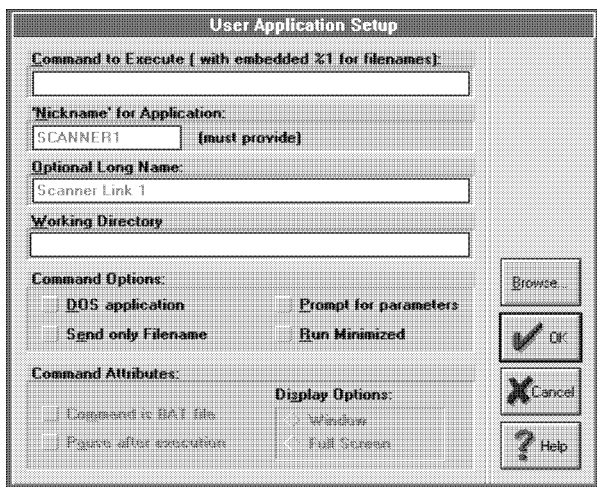 User Application Setup
Command to Execute ( with embedded %1 for filenames):
'Nickname' for Application:
SCANNER1 (must provide)
Optional Long Name:
Scanner Link 1
Working Directory
Command Options:
DOS application Prompt for parameters
Send only Filename Run Minimized
Command Attributes:
Command is BAT file
Pause after execution
Display Options:
Window
Full Screen
Browse...
OK
Cancel
Help